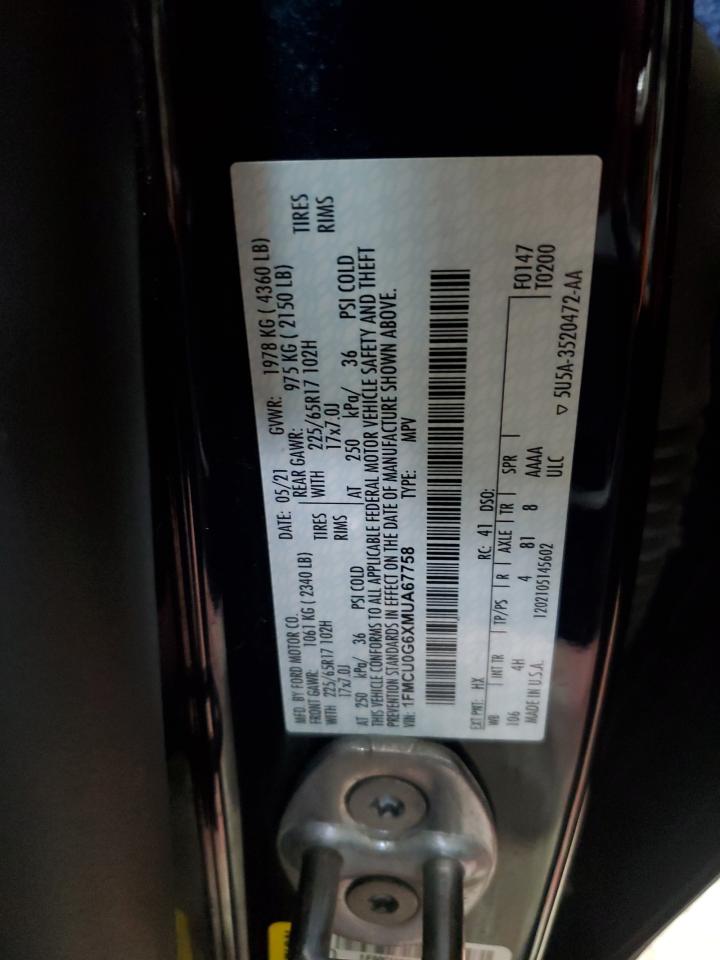 MFD. BY FORD MOTOR CO.
DATE: 05/21 GVWR: 1978 KG ( 4360 LB)
FRONT GAWR: 1061 KG ( 2340 LB) REAR GAWR: 975 KG ( 2150 LB)
WITH 225/65R17 102H TIRES WITH 225/65R17 102H TIRES
17x7.0J RIMS 17x7.0J RIMS
AT 250 kPa/ 36 PSI COLD AT 250 kPa/ 36 PSI COLD
THIS VEHICLE CONFORMS TO ALL APPLICABLE FEDERAL MOTOR VEHICLE SAFETY AND THEFT
PREVENTION STANDARDS IN EFFECT ON THE DATE OF MANUFACTURE SHOWN ABOVE.
VIN: 1FMCU0G6XMUA67758 TYPE: MPV
EXT PNT: HX RC: 41 DSO:
WB INT TR TP/PS R AXLE TR SPR F0147
106 4H 4 81 8 AAAA T0200
MADE IN U.S.A. 1202105145602 ULC
▽ 5U5A-3520472-AA